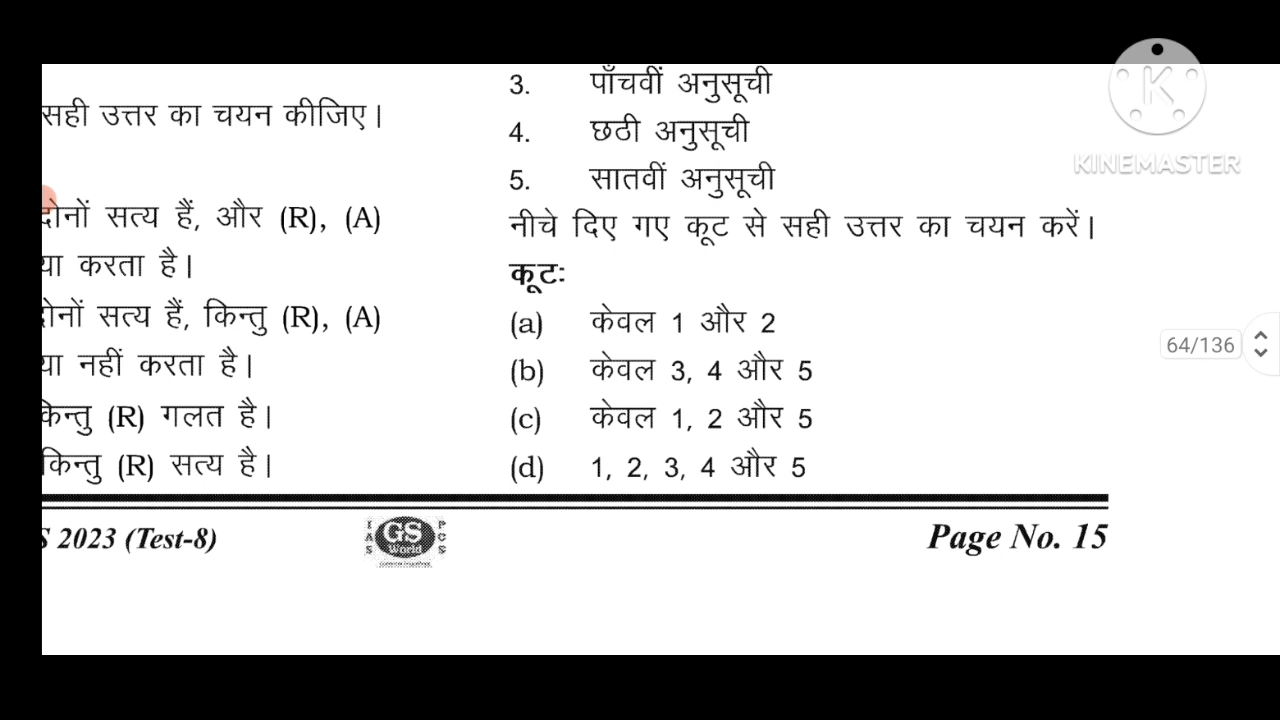 सही उत्तर का चयन कीजिए।
दोनों सत्य हैं, और (R), (A)
या करता है।
दोनों सत्य हैं, किन्तु (R), (A)
या नहीं करता है।
किन्तु (R) गलत है।
किन्तु (R) सत्य है।
3. पाँचवीं अनुसूची
4. छठी अनुसूची
5. सातवीं अनुसूची
नीचे दिए गए कूट से सही उत्तर का चयन करें।
कूटः
(a) केवल 1 और 2
(b) केवल 3, 4 और 5
(c) केवल 1, 2 और 5
(d) 1, 2, 3, 4 और 5
S 2023 (Test-8)
IAS GS World PCS
Page No. 15
64/136
K
KINEMASTER